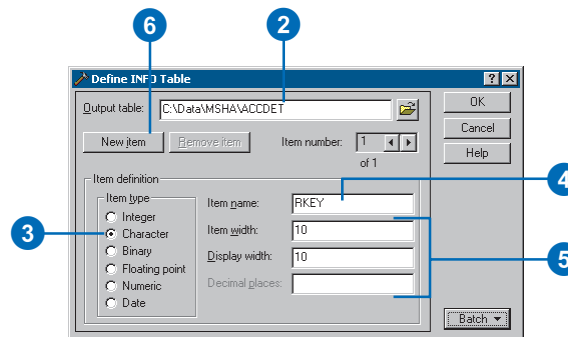 6
2
Define INFO Table
Output table: C:\Data\MSHA\ACCDET
OK
New item
Remove item
Item number: 1
of 1
Cancel
Help
Item definition
Item type
Integer
Character
Binary
Floating point
Numeric
Date
Item name: RKEY
Item width: 10
Display width: 10
Decimal places:
3
4
5
Batch